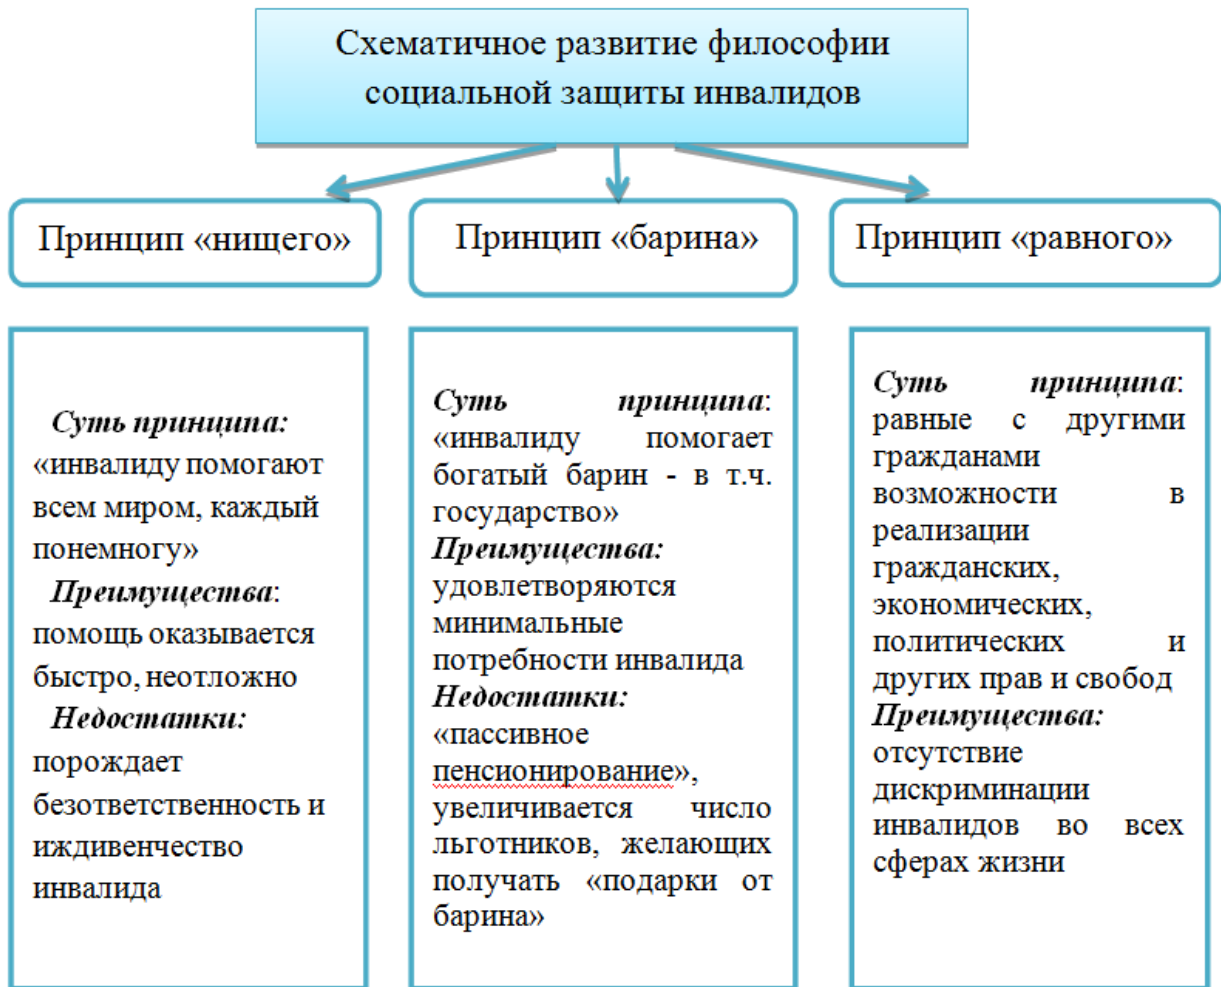 Схематичное развитие философии
социальной защиты инвалидов
Принцип «нищего»
Принцип «барина»
Принцип «равного»
Суть принципа:
«инвалиду помогают
всем миром, каждый
понемногу»
Преимущества:
помощь оказывается
быстро, неотложно
Недостатки:
порождает
безответственность и
иждивенчество
инвалида
Суть принципа:
«инвалиду помогает
богатый барин - в т.ч.
государство»
Преимущества:
удовлетворяются
минимальные
потребности инвалида
Недостатки:
«пассивное
пенсионирование»,
увеличивается число
льготников, желающих
получать «подарки от
барина»
Суть принципа:
равные с другими
гражданами
возможности в
реализации
гражданских,
экономических,
политических и
других прав и свобод
Преимущества:
отсутствие
дискриминации
инвалидов во всех
сферах жизни